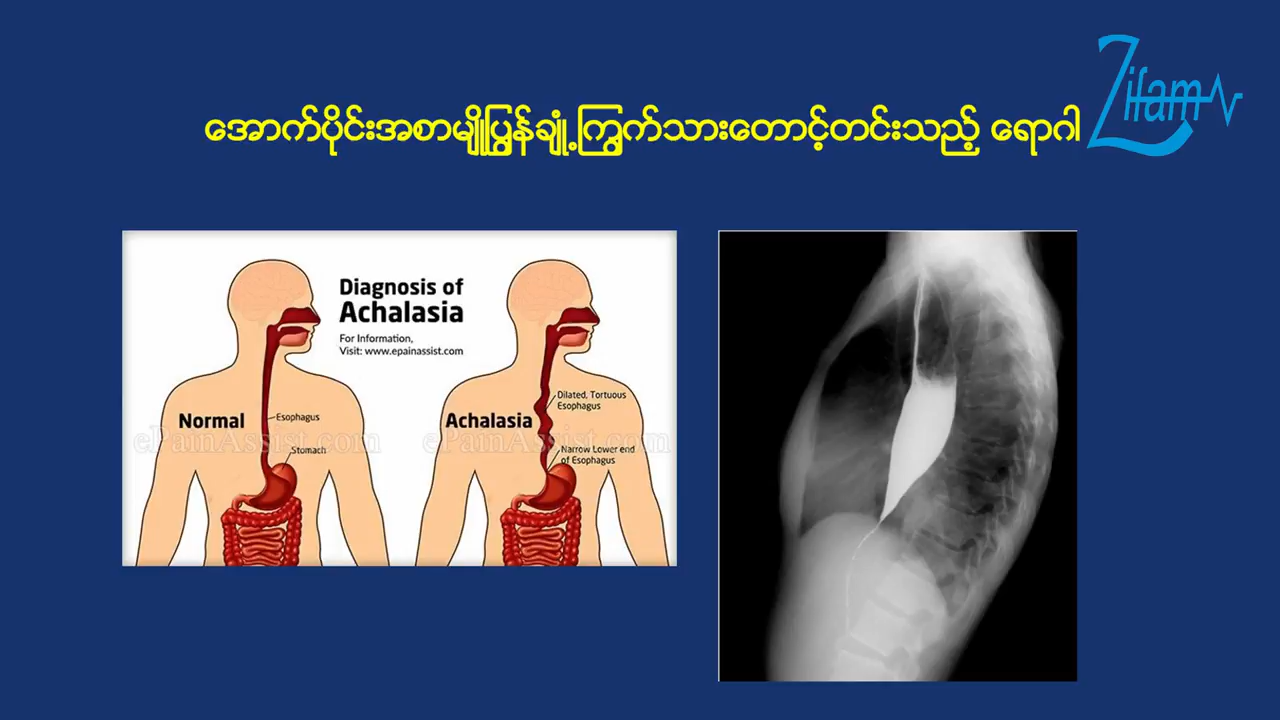 အောက်ပိုင်းအစာမျိုပြွန်ချုံ့ကြွက်သားတောင့်တင်းသည့် ရောဂါ
Zifam
Diagnosis of
Achalasia
For Information,
Visit: www.epainassist.com
Normal
Esophagus
Stomach
Achalasia
Dilated, Tortuous
Esophagus
Narrow Lower end
of Esophagus
ePainAssist.com
ePainAssist.com